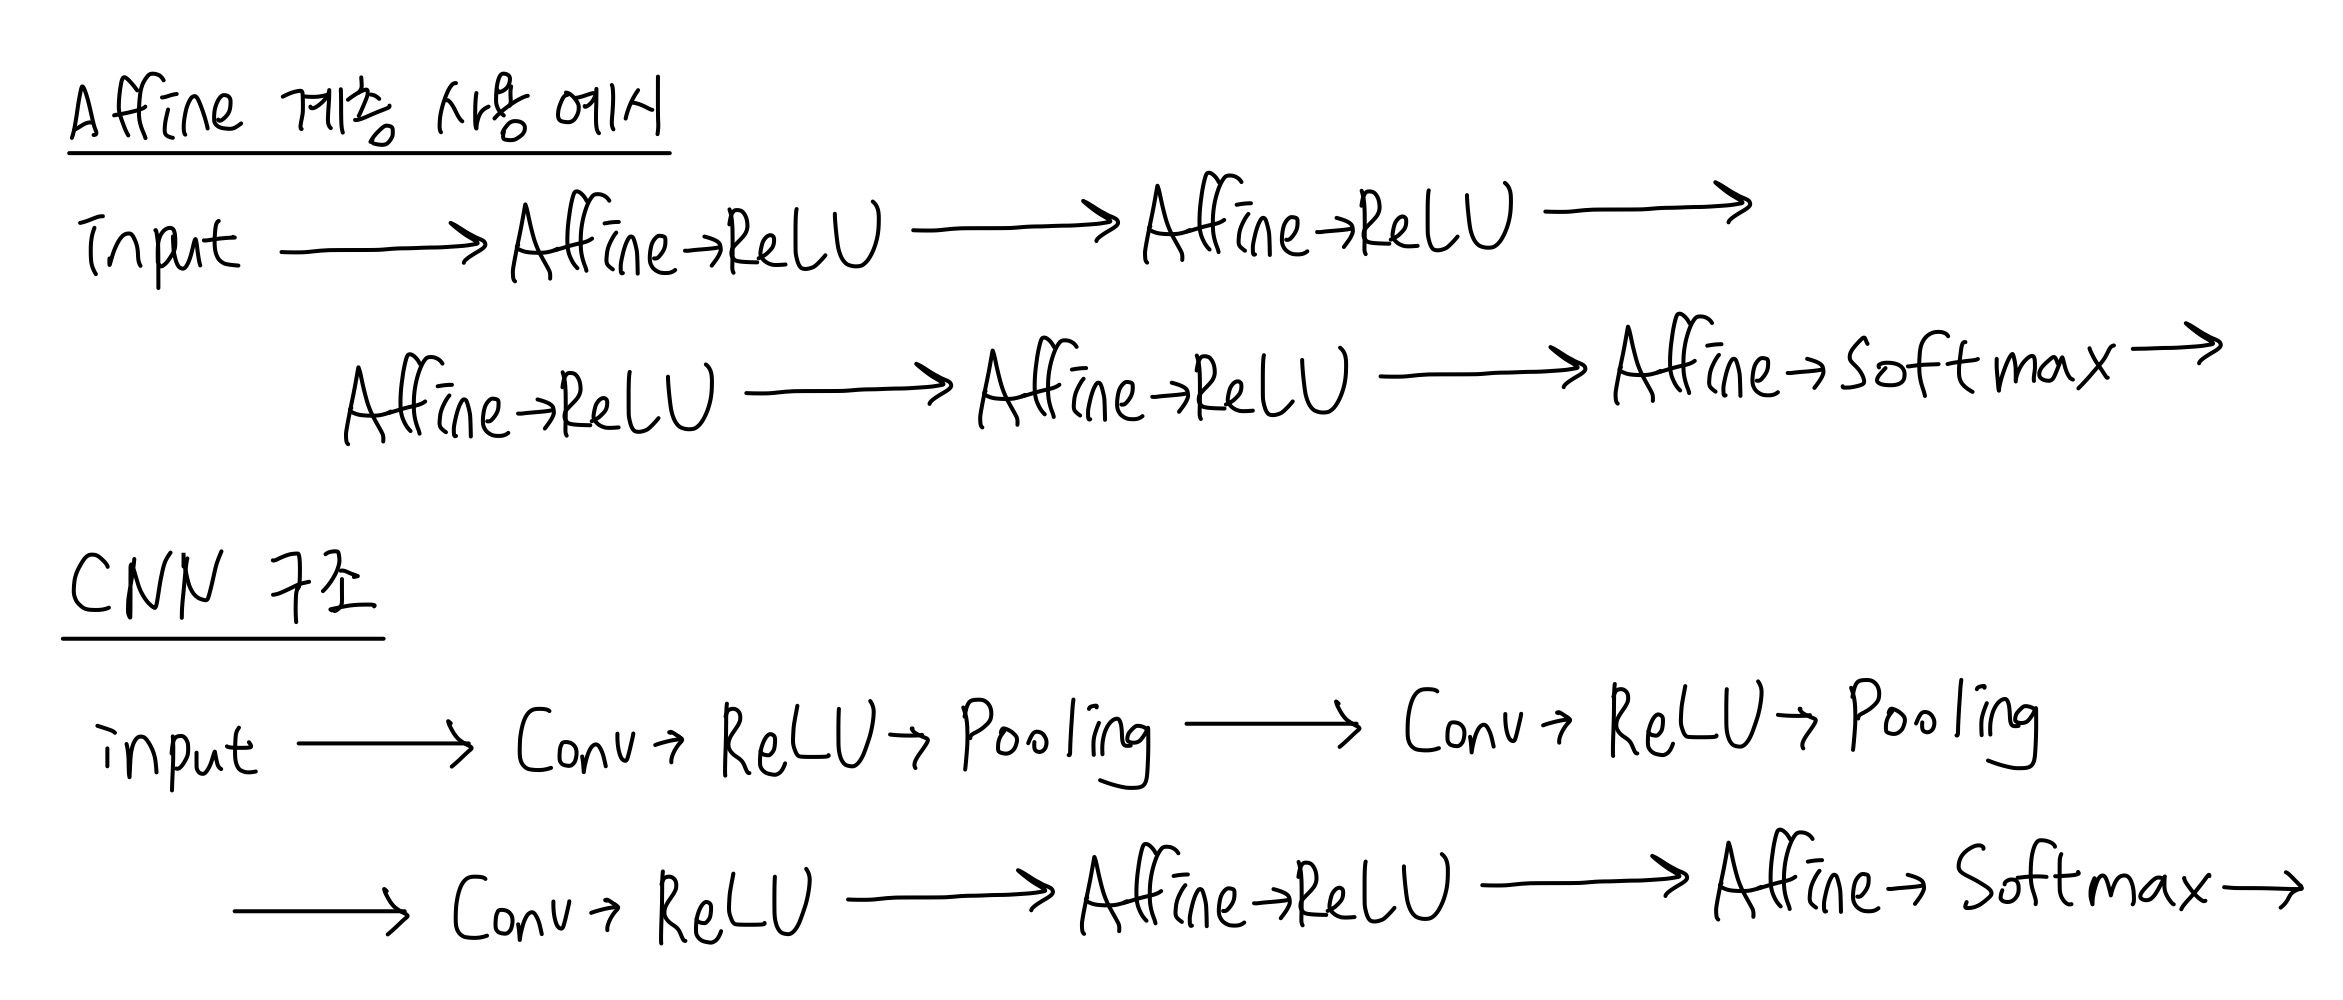 Affine 계층 사용 예시
input → Affine → ReLU → Affine → ReLU →
Affine → ReLU → Affine → ReLU → Affine → Softmax →
CNN 구조
input → Conv → ReLU → Pooling → Conv → ReLU → Pooling
→ Conv → ReLU → Affine → ReLU → Affine → Softmax →